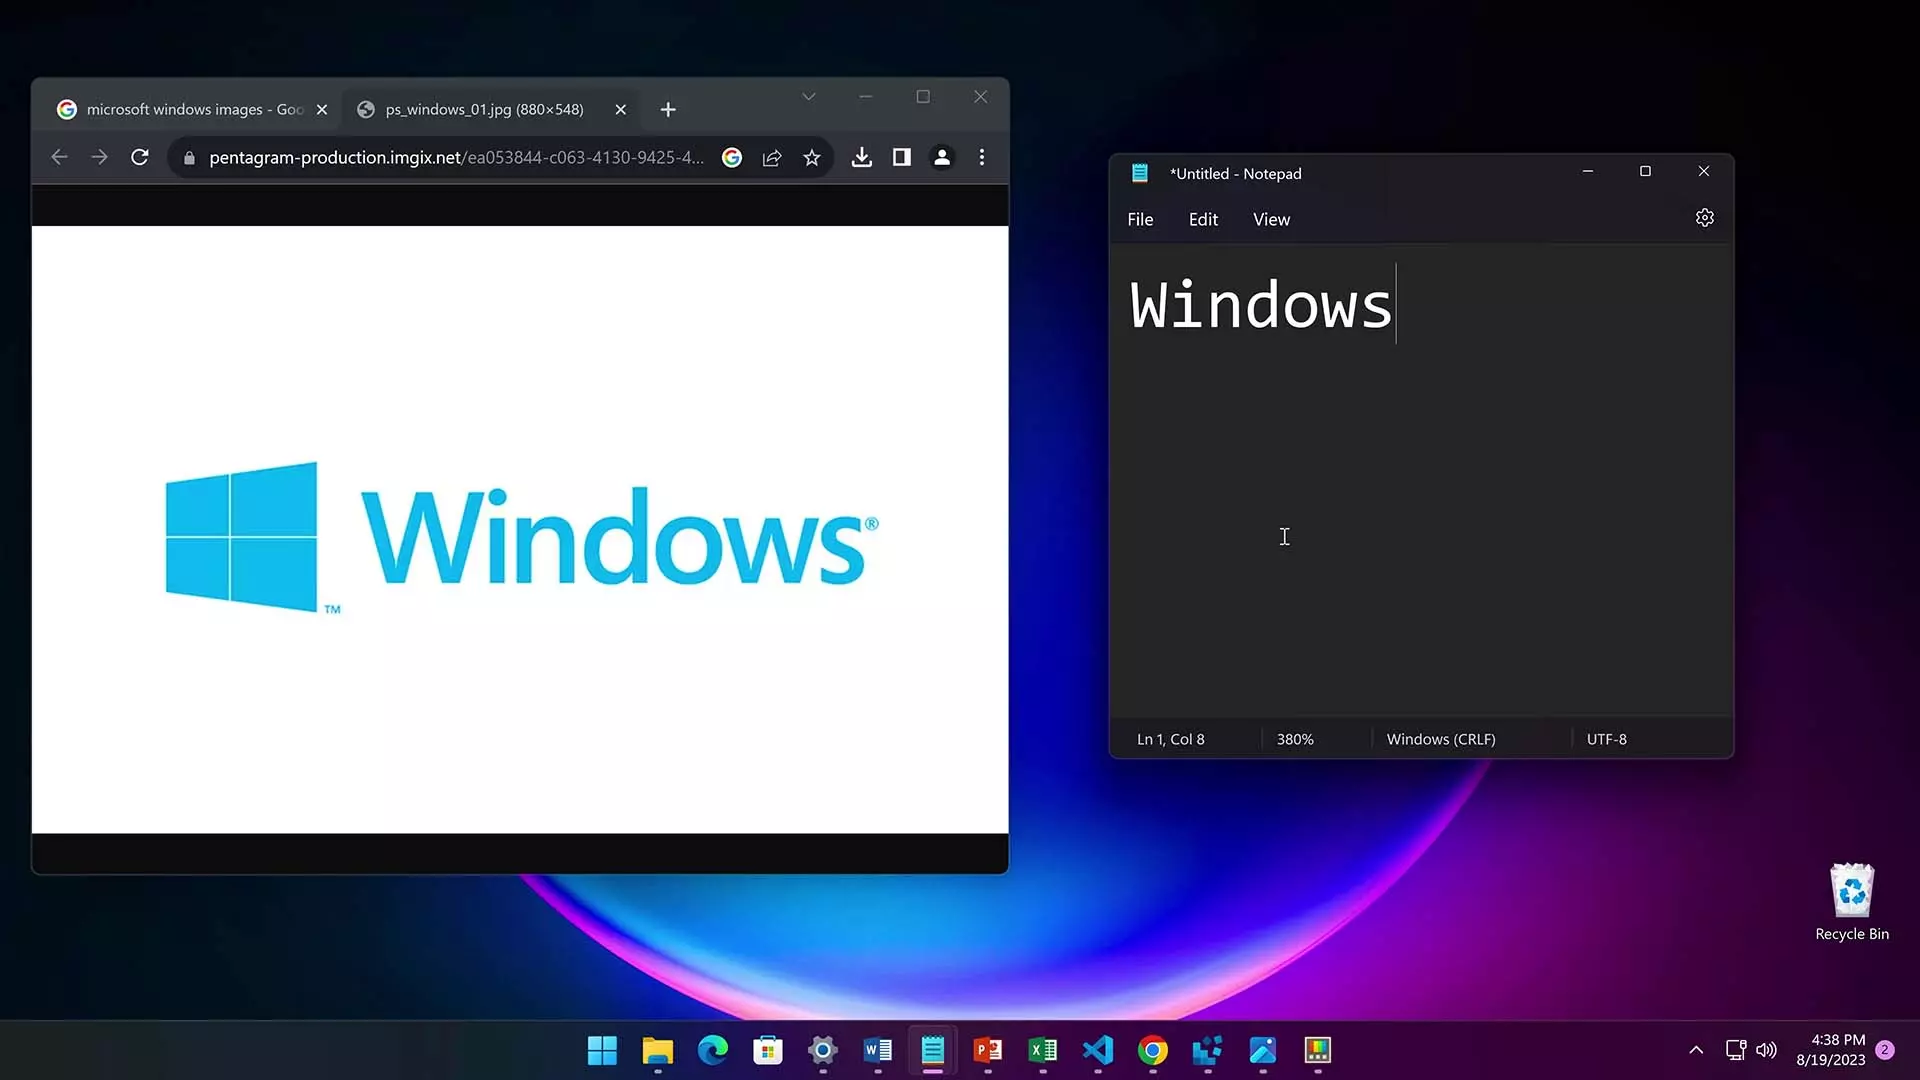 microsoft windows images - Goo
ps_windows_01.jpg (880×548)
pentagram-production.imgix.net/ea053844-c063-4130-9425-4...
Windows®
TM
*Untitled - Notepad
File Edit View
Windows
Ln 1, Col 8 380% Windows (CRLF) UTF-8
Recycle Bin
4:38 PM
8/19/2023 2